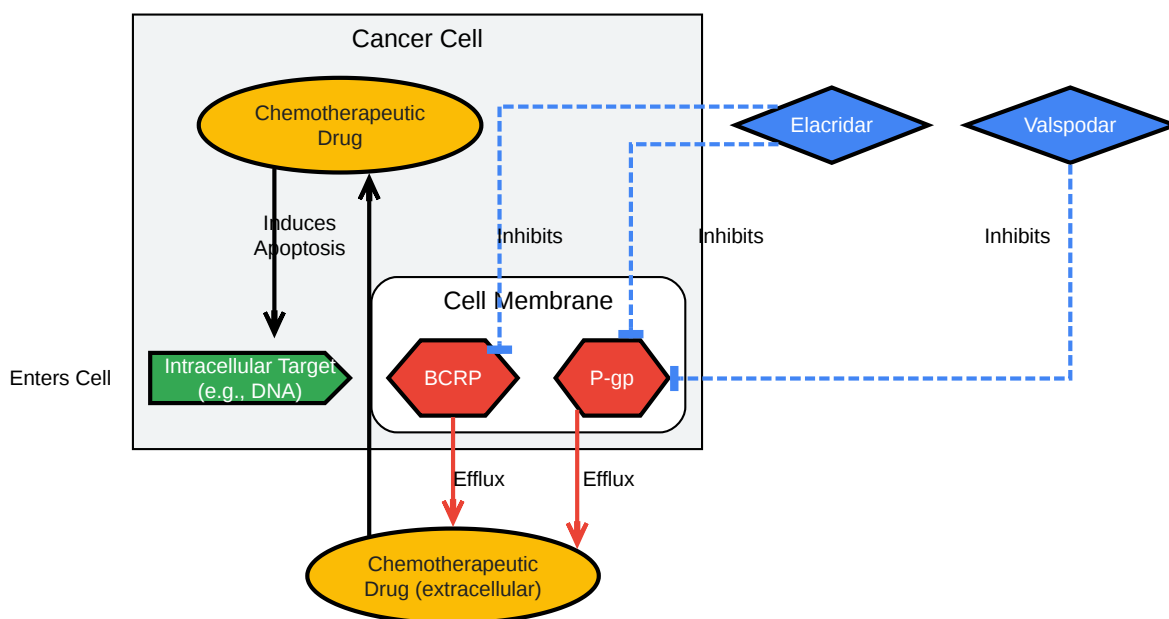 Cancer Cell
Chemotherapeutic
Drug
Elacridar
Valspodar
Induces
Apoptosis
Inhibits
Inhibits
Inhibits
Cell Membrane
Enters Cell
Intracellular Target
(e.g., DNA)
BCRP
P-gp
Efflux
Efflux
Chemotherapeutic
Drug (extracellular)